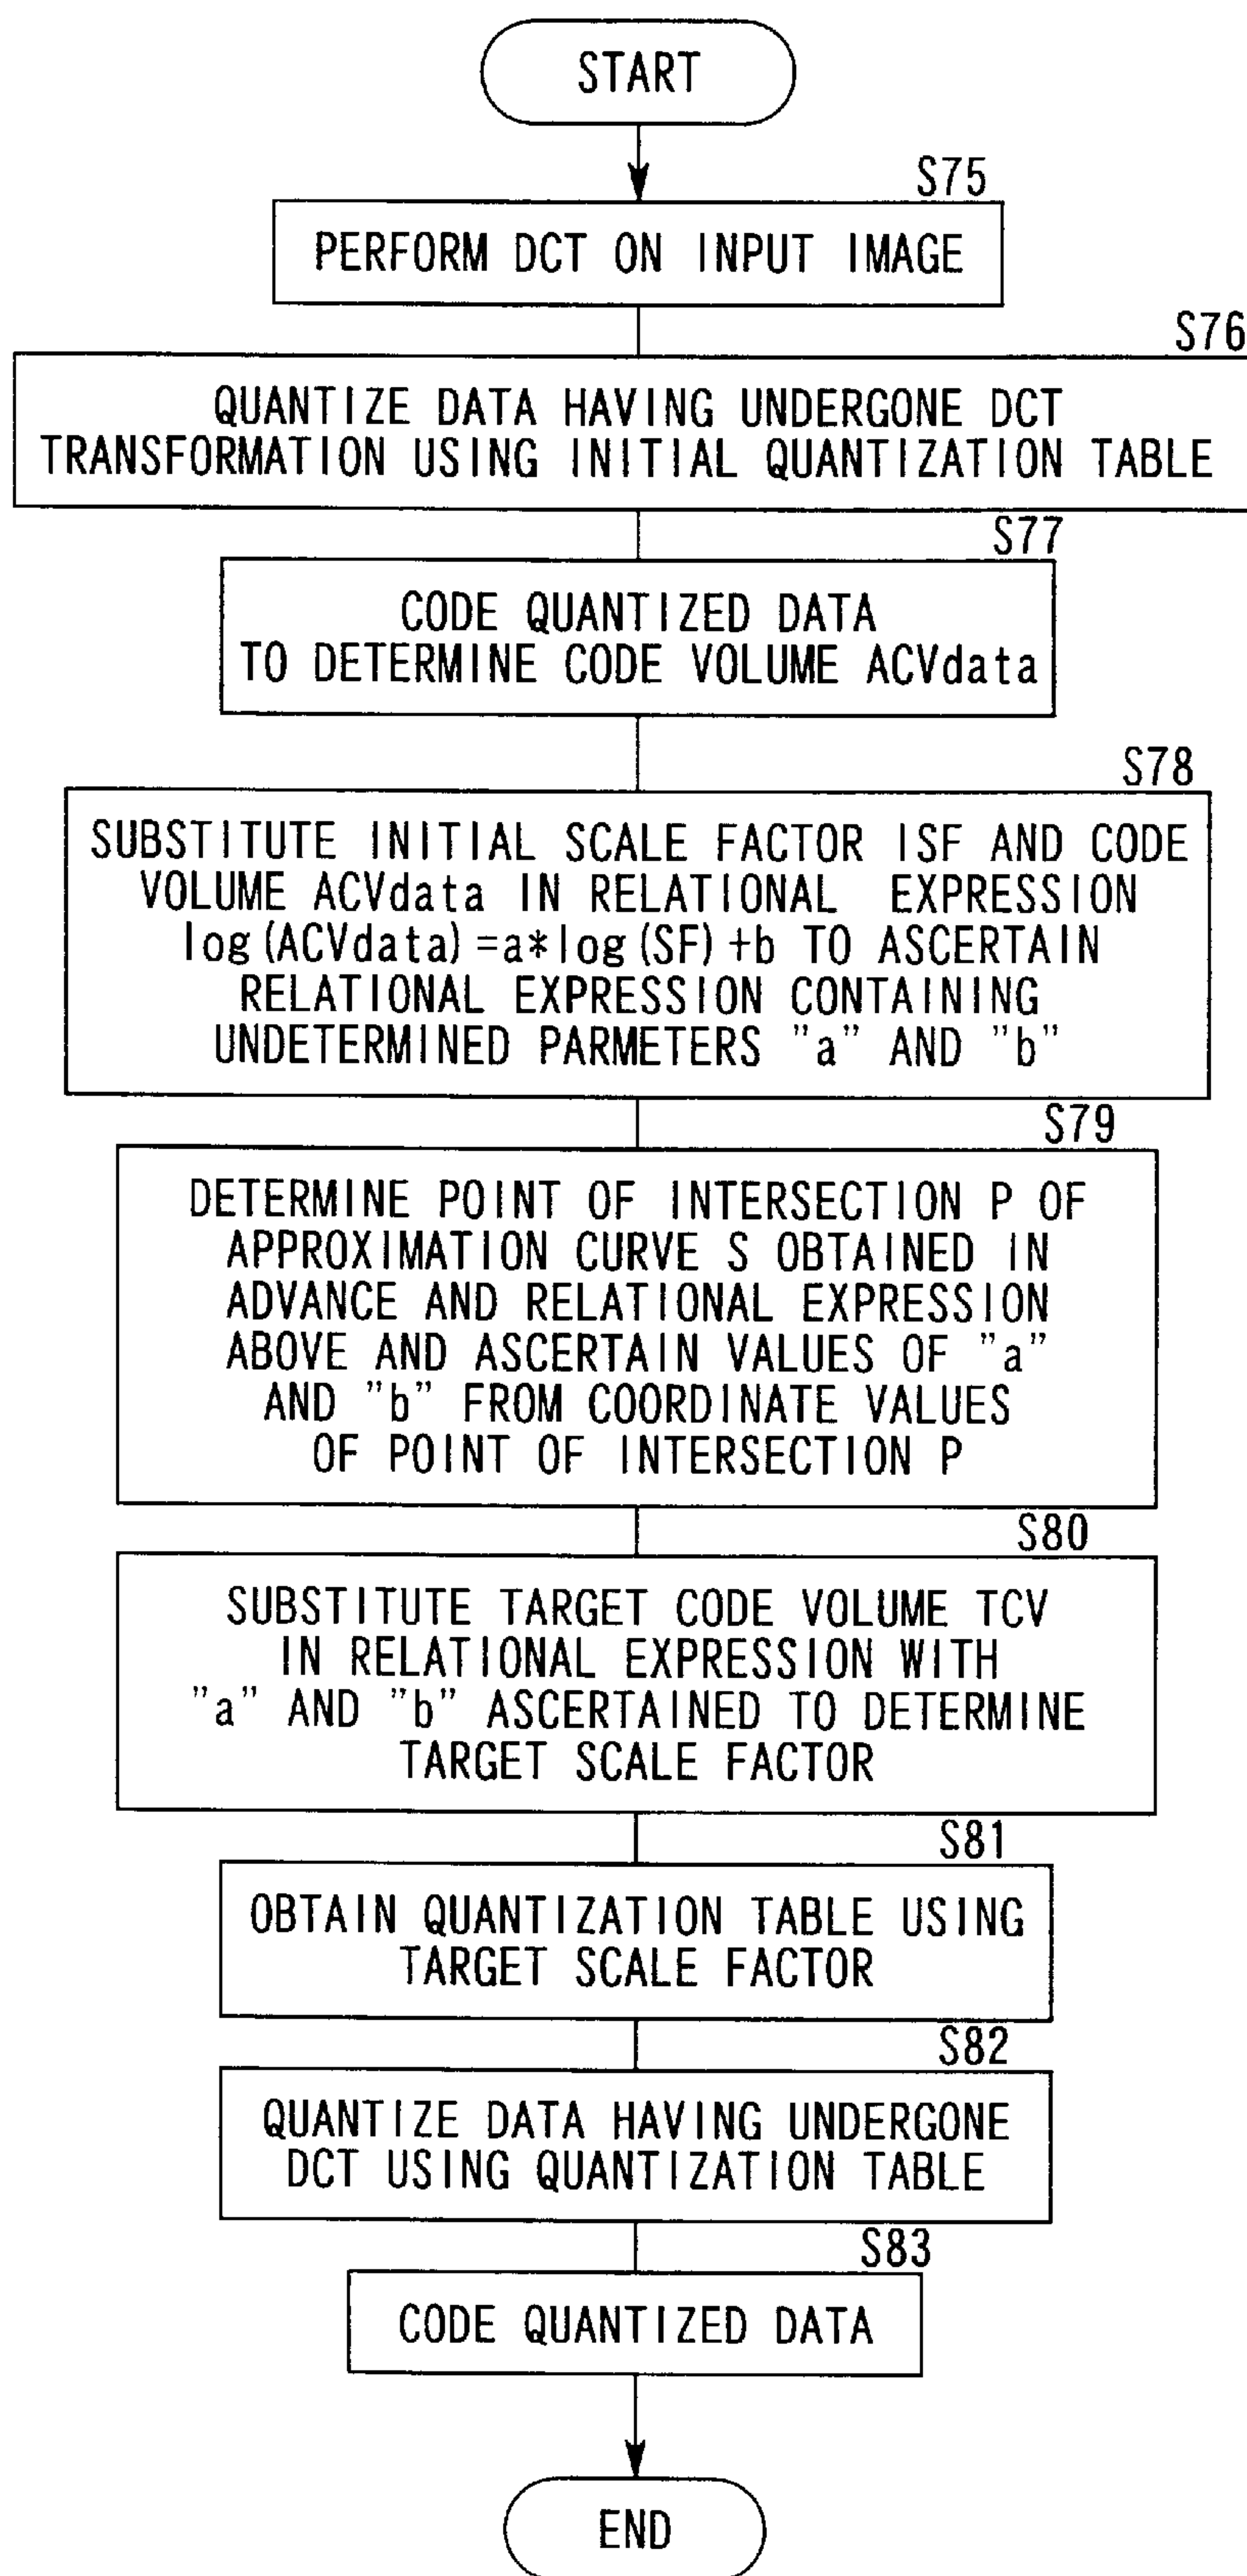 START
S75
PERFORM DCT ON INPUT IMAGE
S76
QUANTIZE DATA HAVING UNDERGONE DCT
TRANSFORMATION USING INITIAL QUANTIZATION TABLE
S77
CODE QUANTIZED DATA
TO DETERMINE CODE VOLUME ACVdata
S78
SUBSTITUTE INITIAL SCALE FACTOR ISF AND CODE
VOLUME ACVdata IN RELATIONAL EXPRESSION
log(ACVdata)=a*log(SF)+b TO ASCERTAIN
RELATIONAL EXPRESSION CONTAINING
UNDETERMINED PARMETERS "a" AND "b"
S79
DETERMINE POINT OF INTERSECTION P OF
APPROXIMATION CURVE S OBTAINED IN
ADVANCE AND RELATIONAL EXPRESSION
ABOVE AND ASCERTAIN VALUES OF "a"
AND "b" FROM COORDINATE VALUES
OF POINT OF INTERSECTION P
S80
SUBSTITUTE TARGET CODE VOLUME TCV
IN RELATIONAL EXPRESSION WITH
"a" AND "b" ASCERTAINED TO DETERMINE
TARGET SCALE FACTOR
S81
OBTAIN QUANTIZATION TABLE USING
TARGET SCALE FACTOR
S82
QUANTIZE DATA HAVING UNDERGONE
DCT USING QUANTIZATION TABLE
S83
CODE QUANTIZED DATA
END